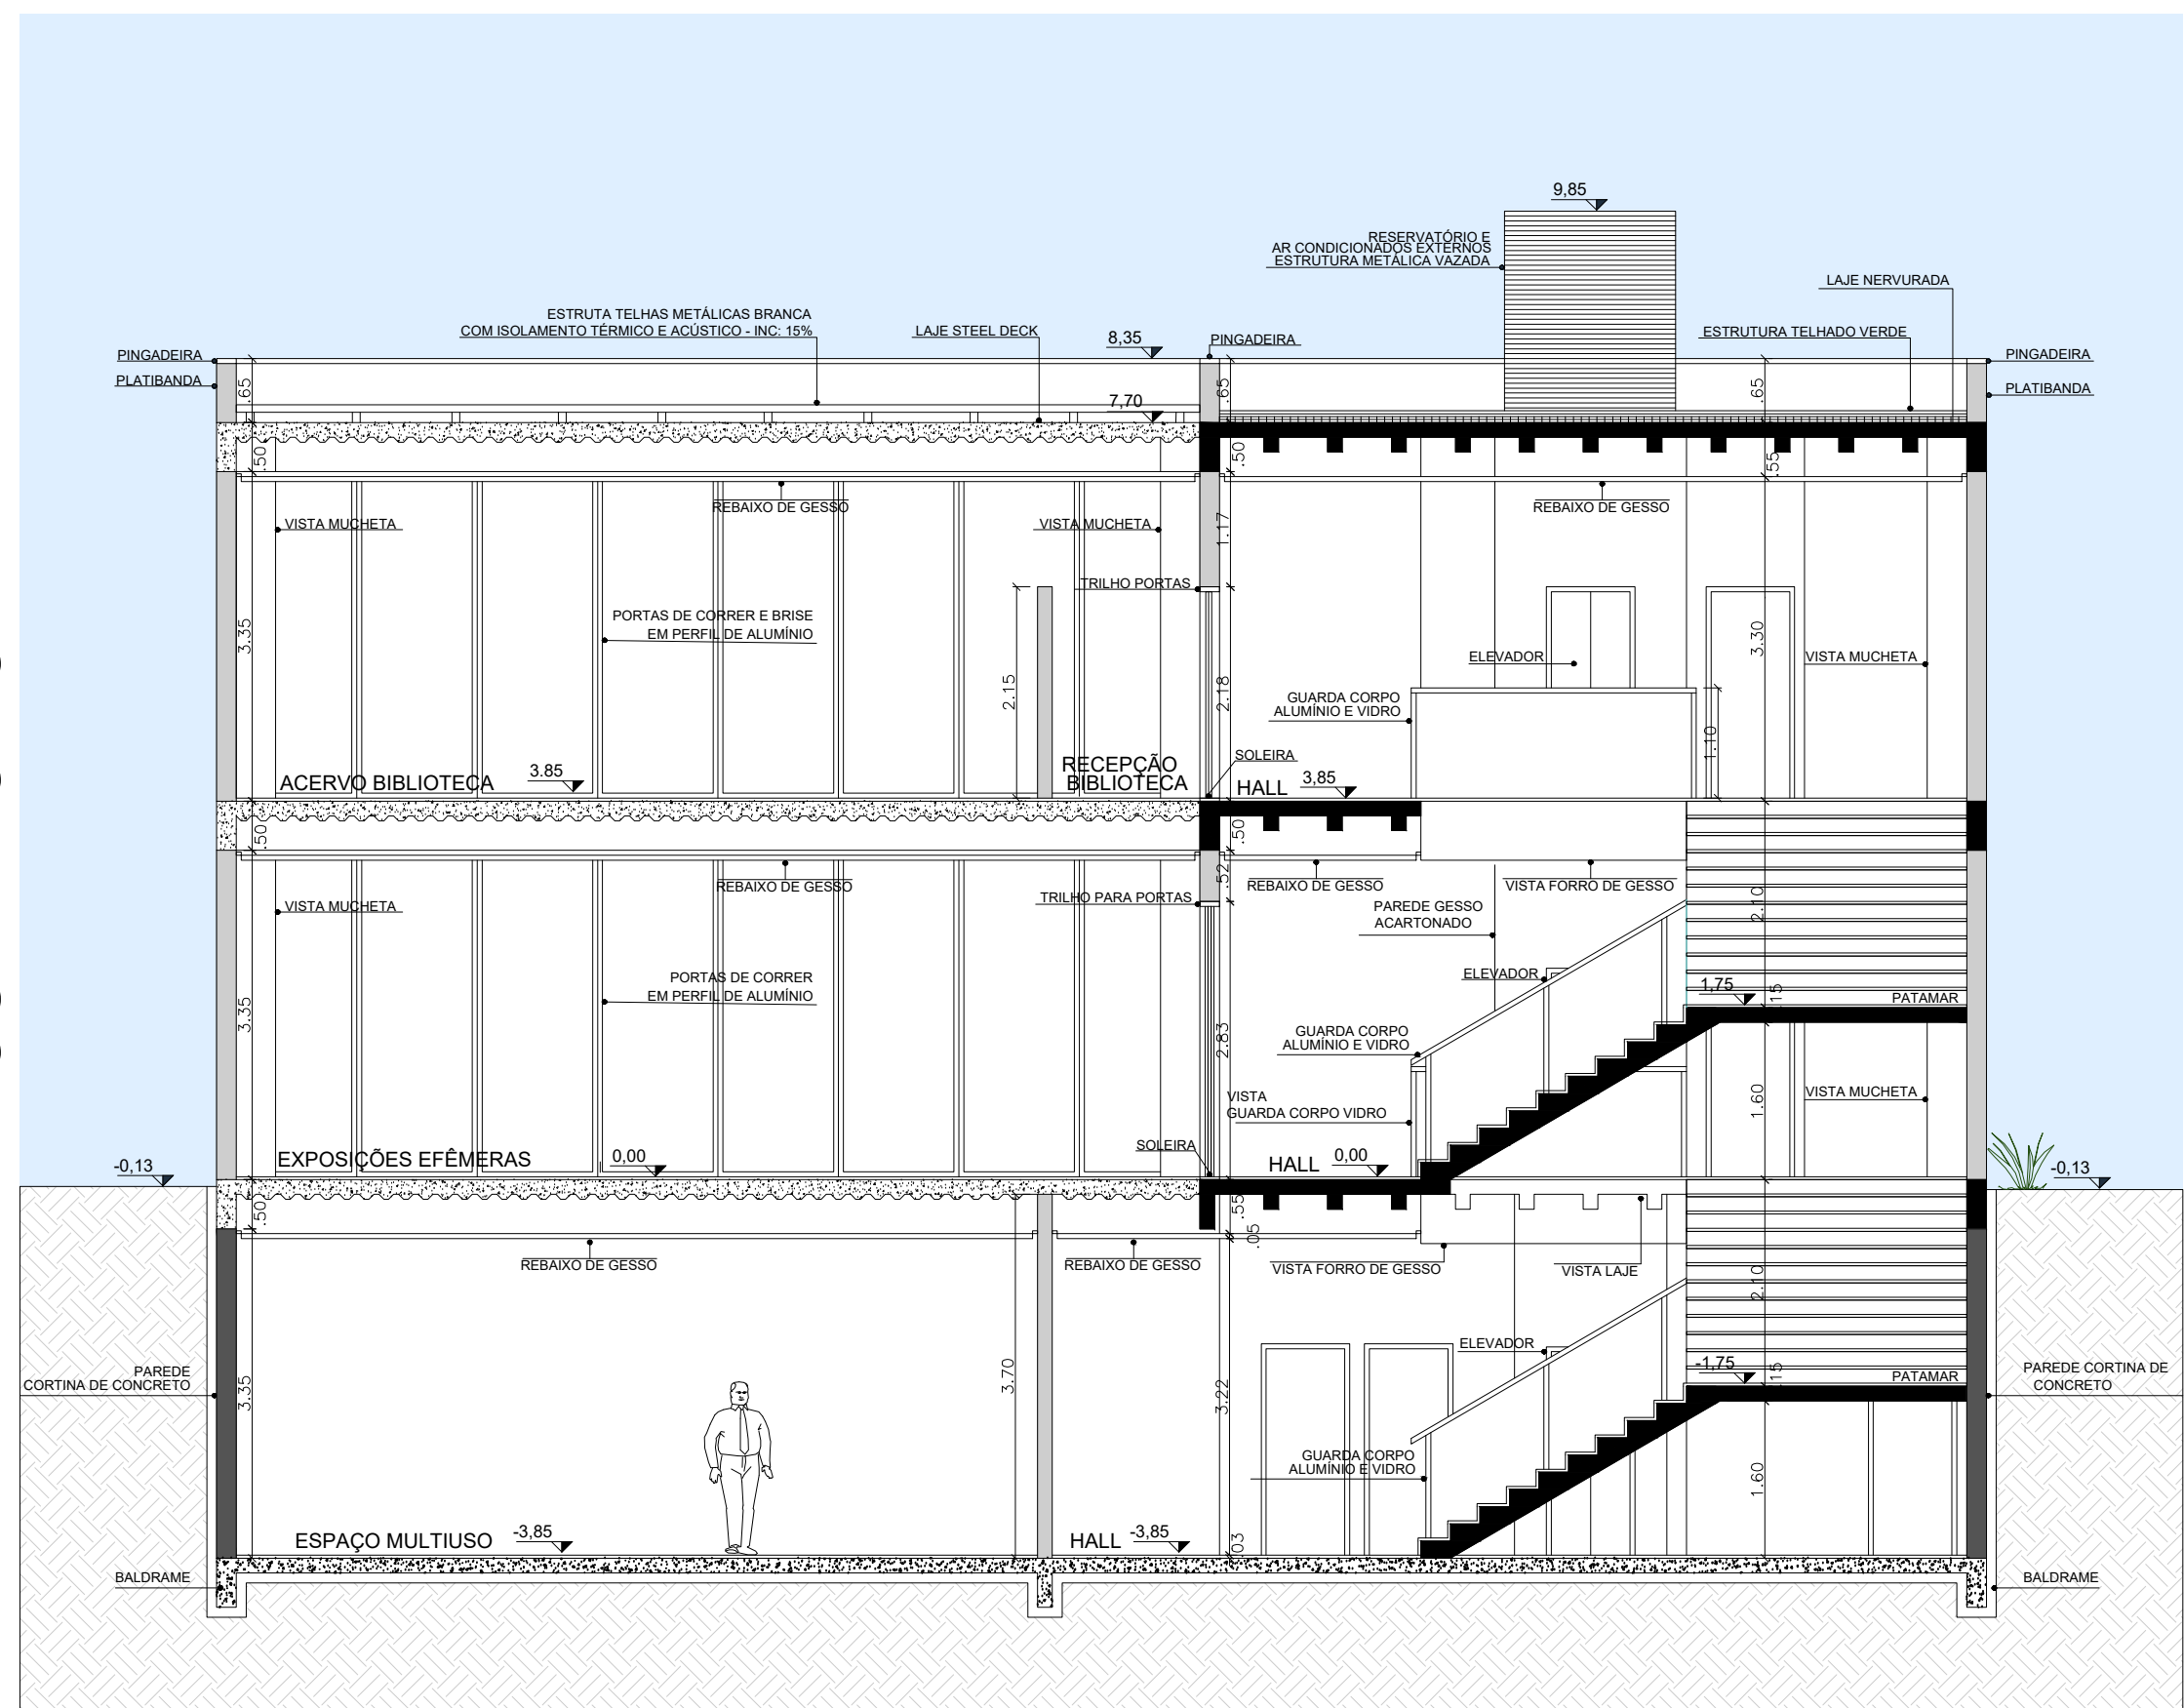 9,85
RESERVATÓRIO E
AR CONDICIONADOS EXTERNOS
ESTRUTURA METÁLICA VAZADA
LAJE NERVURADA
ESTRUTA TELHAS METÁLICAS BRANCA
COM ISOLAMENTO TÉRMICO E ACÚSTICO - INC: 15%
LAJE STEEL DECK
8,35
PINGADEIRA
ESTRUTURA TELHADO VERDE
PINGADEIRA
PINGADEIRA
PLATIBANDA
PLATIBANDA
.65
.65
.65
7,70
.50
.50
.55
REBAIXO DE GESSO
REBAIXO DE GESSO
VISTA MUCHETA
VISTA MUCHETA
1.17
TRILHO PORTAS
PORTAS DE CORRER E BRISE
EM PERFIL DE ALUMÍNIO
3.35
2.15
2.18
3.30
ELEVADOR
VISTA MUCHETA
GUARDA CORPO
ALUMÍNIO E VIDRO
1.10
SOLEIRA
ACERVO BIBLIOTECA
3.85
RECEPÇÃO
BIBLIOTECA
HALL
3,85
.50
.50
REBAIXO DE GESSO
.52
REBAIXO DE GESSO
VISTA FORRO DE GESSO
VISTA MUCHETA
TRILHO PARA PORTAS
PAREDE GESSO
ACARTONADO
2.10
PORTAS DE CORRER
EM PERFIL DE ALUMÍNIO
ELEVADOR
1,75
.15
PATAMAR
3.35
2.83
GUARDA CORPO
ALUMÍNIO E VIDRO
VISTA
GUARDA CORPO VIDRO
1.60
VISTA MUCHETA
SOLEIRA
EXPOSIÇÕES EFÊMERAS
0,00
HALL
0,00
-0,13
-0,13
.50
.55
.05
REBAIXO DE GESSO
REBAIXO DE GESSO
VISTA FORRO DE GESSO
VISTA LAJE
2.10
ELEVADOR
-1,75
.15
PATAMAR
PAREDE
CORTINA DE CONCRETO
PAREDE CORTINA DE
CONCRETO
3.35
3.70
3.22
GUARDA CORPO
ALUMÍNIO E VIDRO
1.60
ESPAÇO MULTIUSO
-3,85
HALL
-3,85
.03
BALDRAME
BALDRAME